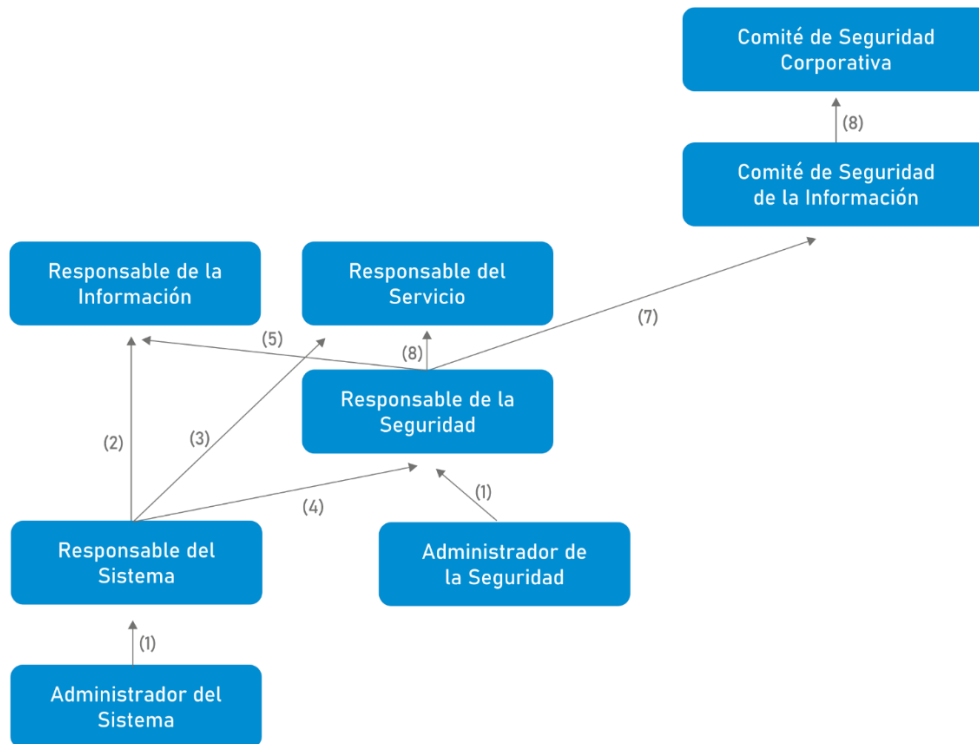 Comité de Seguridad
Corporativa
(8)
Comité de Seguridad
de la Información
Responsable de la
Información
Responsable del
Servicio
(7)
(5)
(8)
Responsable de la
Seguridad
(2)
(3)
(4)
(1)
Responsable del
Sistema
Administrador de
la Seguridad
(1)
Administrador del
Sistema